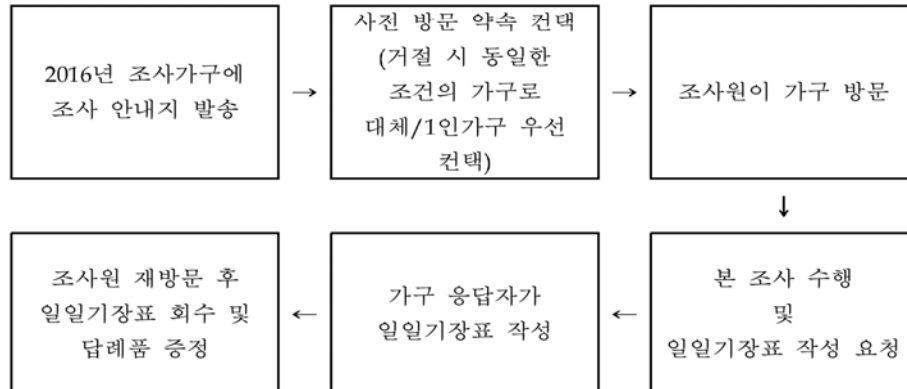 2016년 조사가구에
조사 안내지 발송
→
사전 방문 약속 컨댁
(거절 시 동일한
조건의 가구로
대체/1인가구 우선
컨택)
→
조사원이 가구 방문
↓
본 조사 수행
및
일일기장표 작성 요청
←
가구 응답자가
일일기장표 작성
←
조사원 재방문 후
일일기장표 회수 및
답례품 증정